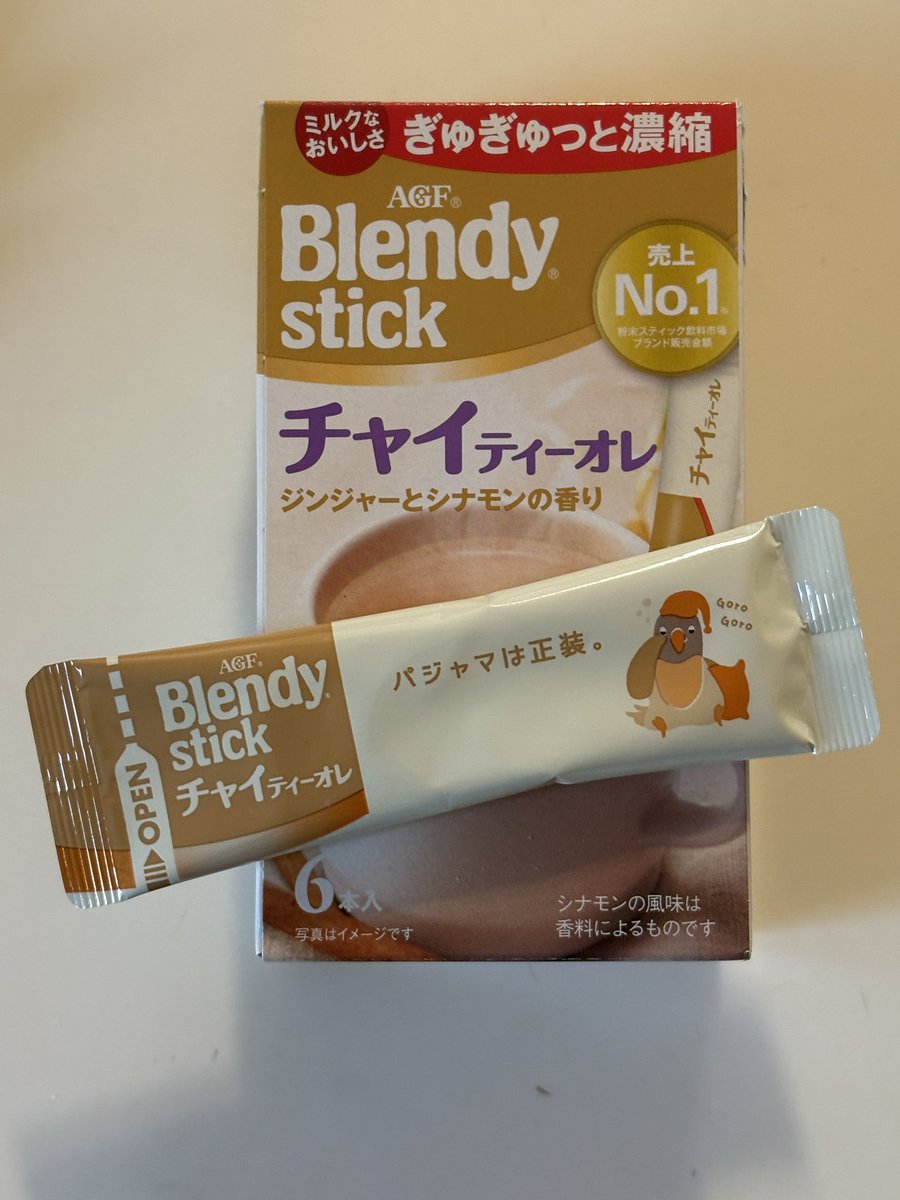 ミルクな
おいしさ
ぎゅぎゅっと濃縮
AGF®
Blendy®
stick
売上
No.1※
粉末スティック飲料市場
ブランド販売金額
チャイティーオレ
ジンジャーとシナモンの香り
チャイティーオレ
OPEN
AGF®
Blendy®
stick
チャイティーオレ
パジャマは正装。
GORO
GORO
6本入
写真はイメージです
シナモンの風味は
香料によるものです